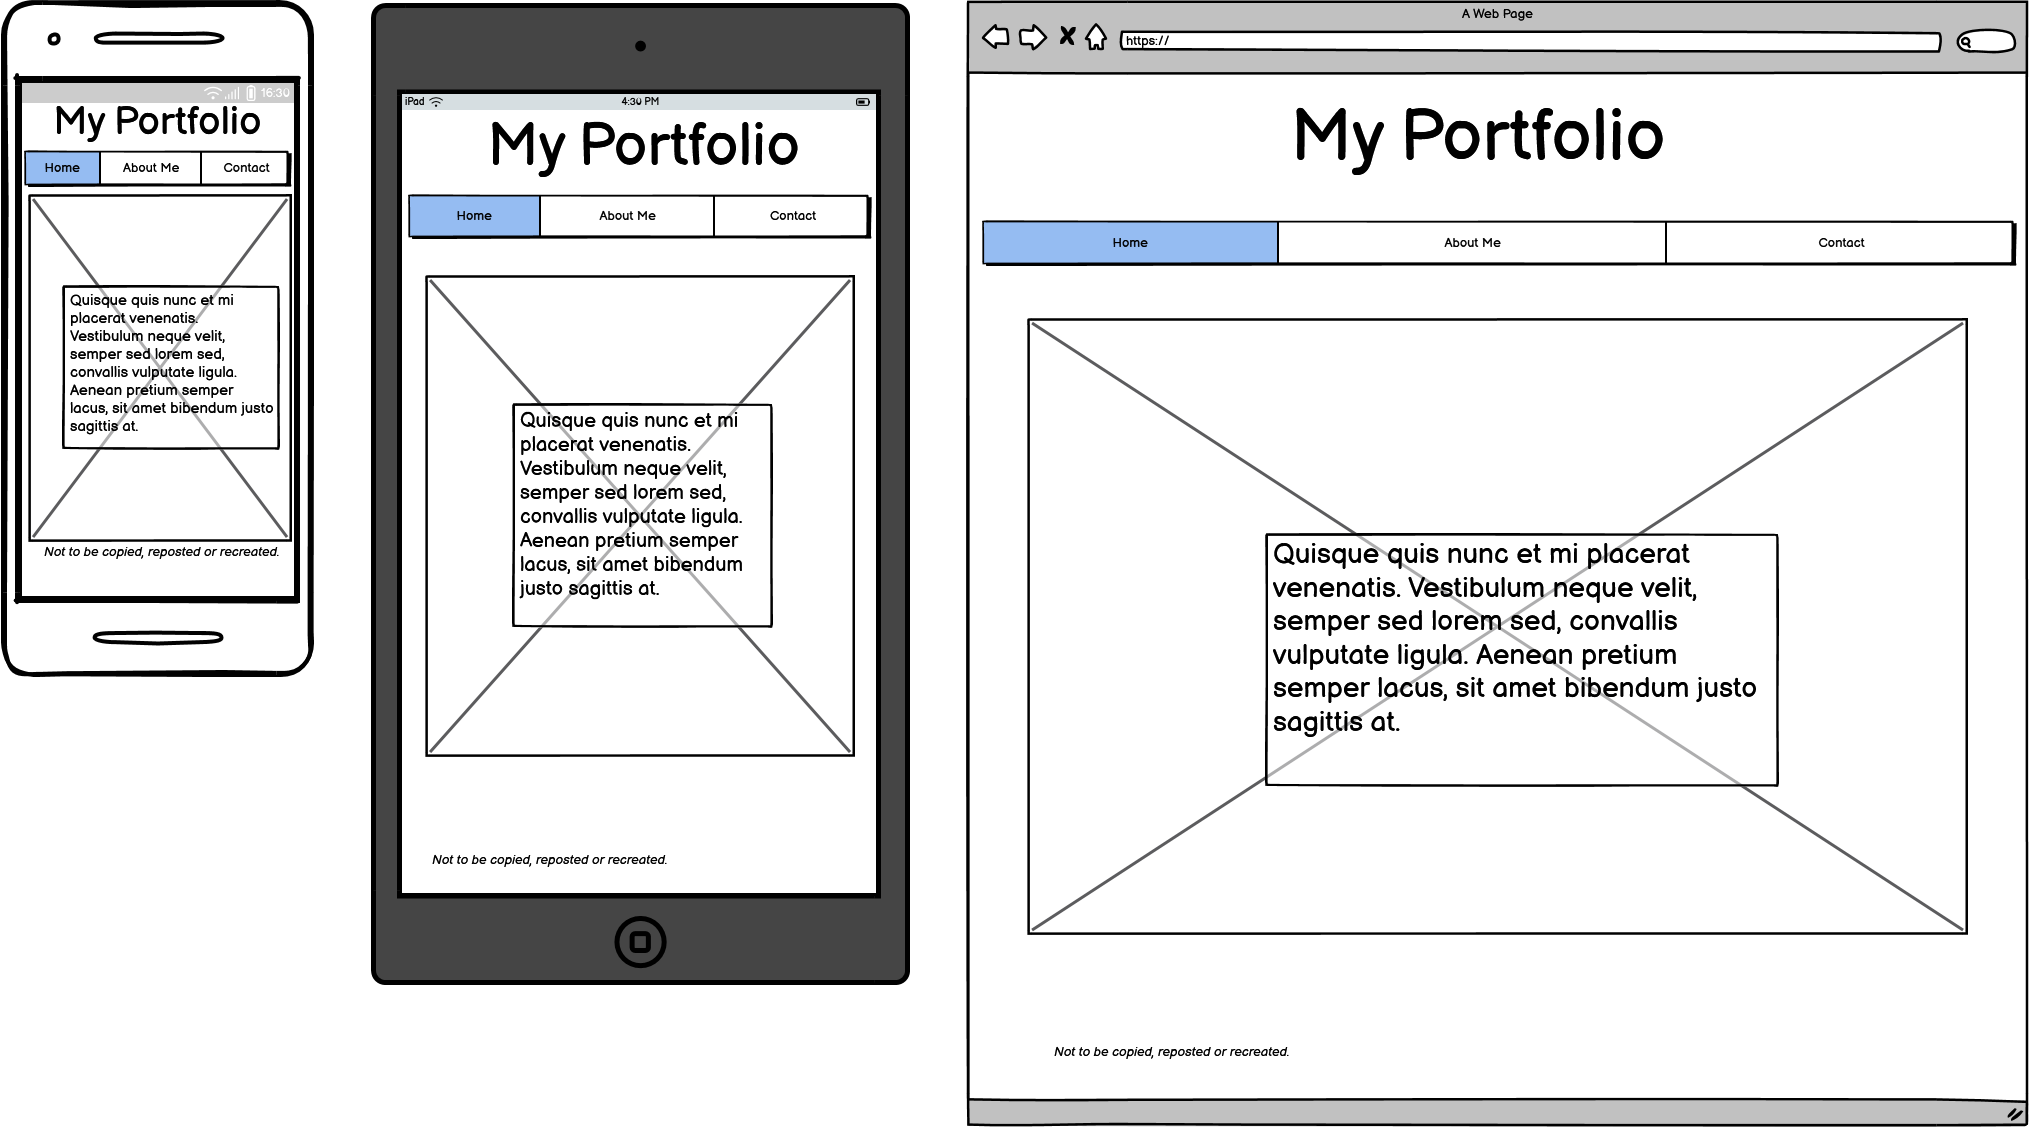 16:30
My Portfolio
Home About Me Contact
Quisque quis nunc et mi
placerat venenatis.
Vestibulum neque velit,
semper sed lorem sed,
convallis vulputate ligula.
Aenean pretium semper
lacus, sit amet bibendum justo
sagittis at.
Not to be copied, reposted or recreated.
iPad 4:30 PM
My Portfolio
Home About Me Contact
Quisque quis nunc et mi
placerat venenatis.
Vestibulum neque velit,
semper sed lorem sed,
convallis vulputate ligula.
Aenean pretium semper
lacus, sit amet bibendum
justo sagittis at.
Not to be copied, reposted or recreated.
A Web Page
https://
My Portfolio
Home About Me Contact
Quisque quis nunc et mi placerat
venenatis. Vestibulum neque velit,
semper sed lorem sed, convallis
vulputate ligula. Aenean pretium
semper lacus, sit amet bibendum justo
sagittis at.
Not to be copied, reposted or recreated.